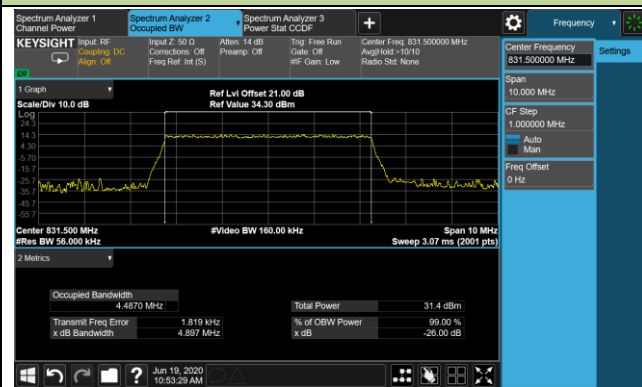 Spectrum Analyzer 1
Channel Power
Spectrum Analyzer 2
Occupied BW
Spectrum Analyzer 3
Power Stat CCDF
+
Frequency
KEYSIGHT
Input: RF
Coupling: DC
Align: Off
Input Z: 50 Ω
Corrections: Off
Freq Ref: Int (S)
Atten: 14 dB
Preamp: Off
Trig: Free Run
Gate: Off
#IF Gain: Low
Center Freq: 831.500000 MHz
Avg|Hold:>10/10
Radio Std: None
LXI
Center Frequency
831.500000 MHz
Settings
Span
10.000 MHz
CF Step
1.000000 MHz
Auto
Man
Freq Offset
0 Hz
1 Graph
Scale/Div 10.0 dB
Ref Lvl Offset 21.00 dB
Ref Value 34.30 dBm
Log
24.3
14.3
4.30
-5.70
-15.7
-25.7
-35.7
-45.7
-55.7
Center 831.500 MHz
#Video BW 160.00 kHz
Span 10 MHz
#Res BW 56.000 kHz
Sweep 3.07 ms (2001 pts)
2 Metrics
Occupied Bandwidth
4.4870 MHz
Total Power 31.4 dBm
Transmit Freq Error 1.819 kHz
% of OBW Power 99.00 %
x dB Bandwidth 4.897 MHz
x dB -26.00 dB
?
Jun 19, 2020
10:53:29 AM